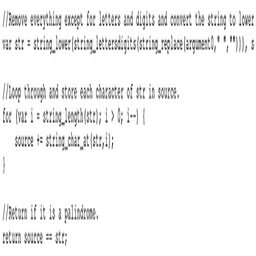 //Remove everything except for letters and digits and convert the string to lower
var str = string_lower(string_lettersdigits(string_replace(argument0," ",""))), s
//Loop through and store each character of str in source.
for (var i = string_length(str); i > 0; i--) {
source += string_char_at(str,i);
}
//Return if it is a palindrome.
return source == str;